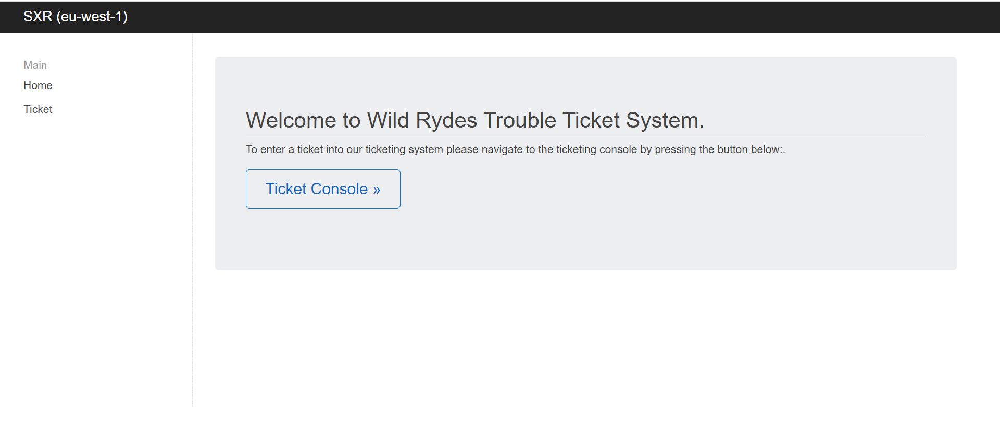 SXR (eu-west-1)
Main
Home
Ticket
Welcome to Wild Rydes Trouble Ticket System.
To enter a ticket into our ticketing system please navigate to the ticketing console by pressing the button below:.
Ticket Console »